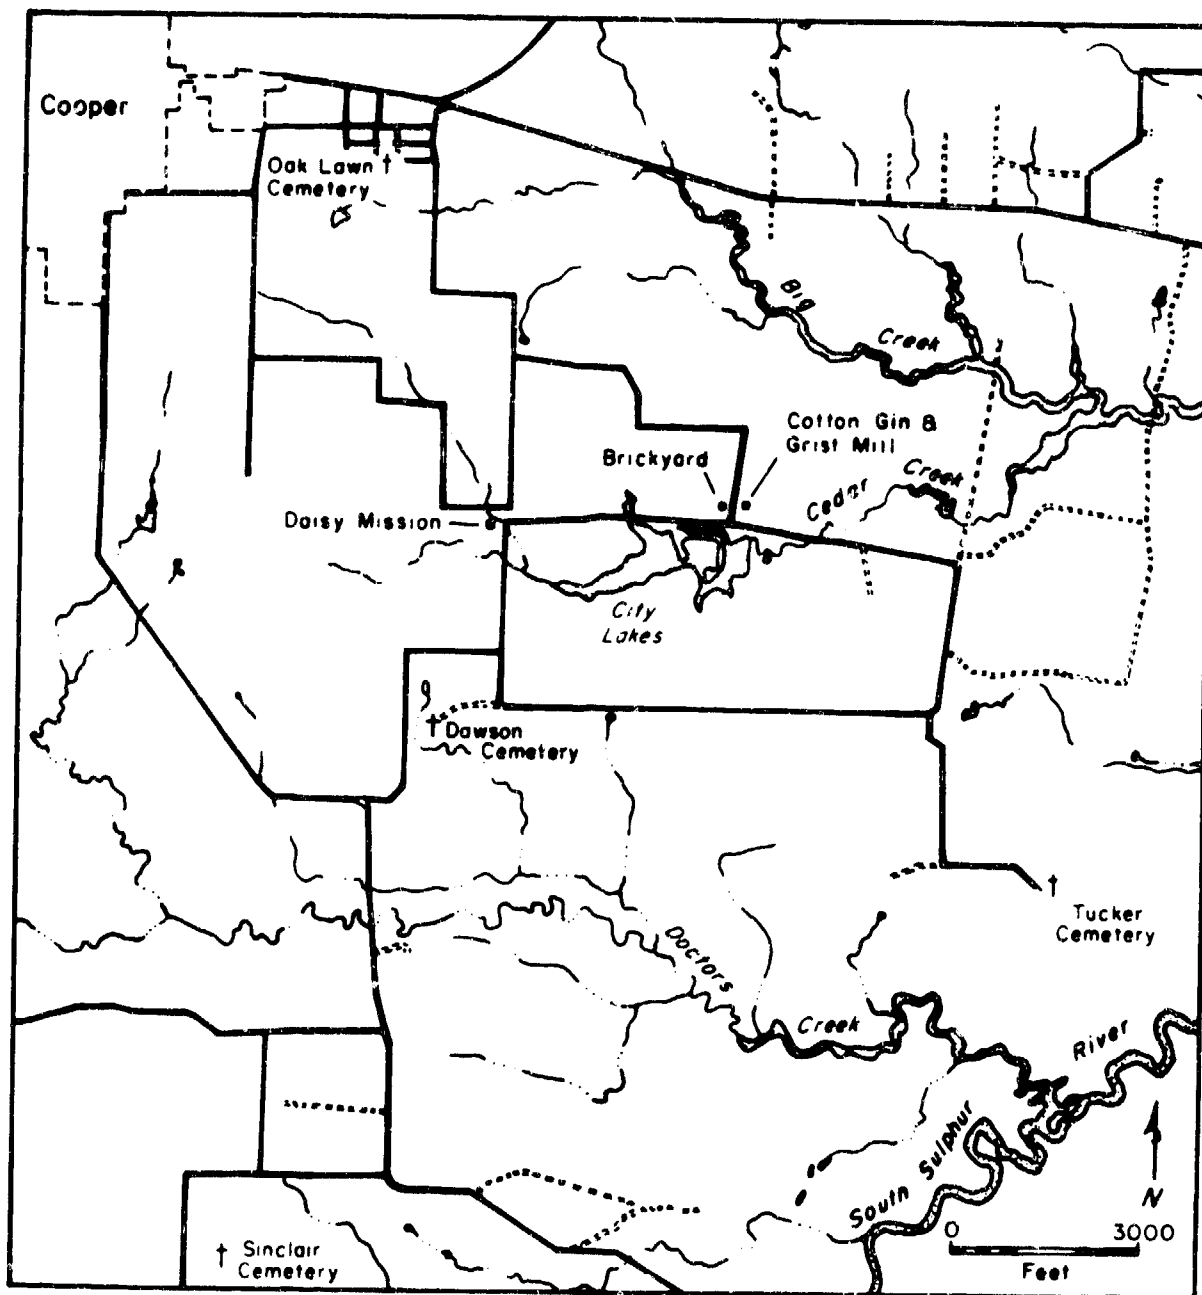 Cooper
Oak Lawn †
Cemetery
Big
Creek
Cotton Gin &
Grist Mill
Brickyard
Cedar
Creek
Daisy Mission
City
Lakes
† Dawson
Cemetery
†
Tucker
Cemetery
Doctors
Creek
River
South Sulphur
N
0 3000
Feet
† Sinclair
Cemetery